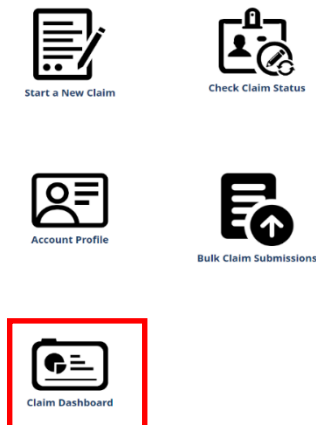 Start a New Claim
Check Claim Status
Account Profile
Bulk Claim Submissions
Claim Dashboard